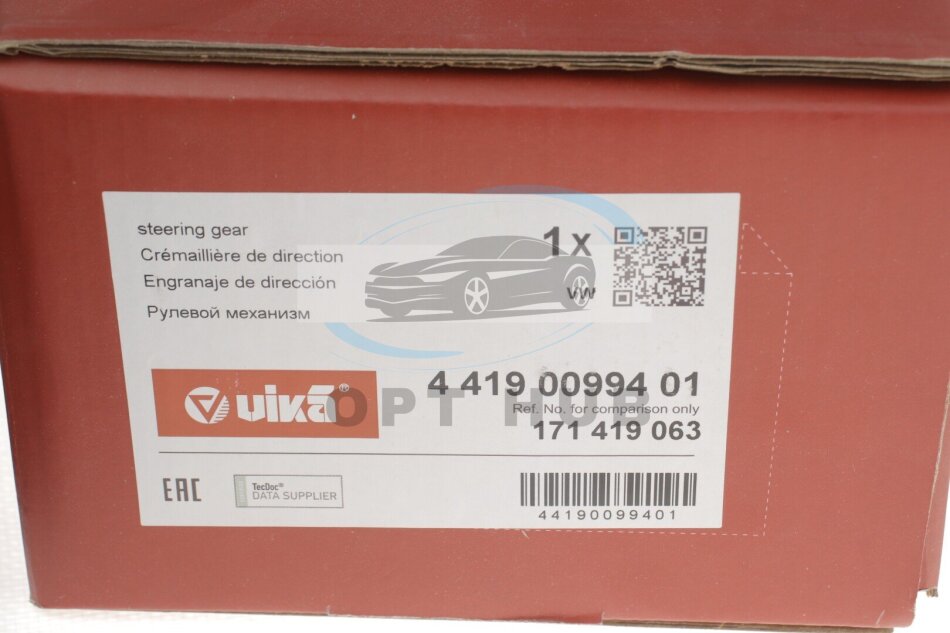 steering gear
Crémaillière de direction
Engranaje de dirección
Рулевой механизм
1x
VW
vika®
OPT HUB
4 419 00994 01
Ref. No. for comparison only
171 419 063
EAC
TecDoc®
DATA SUPPLIER
44190099401